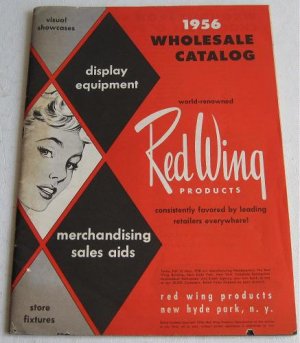 visual
showcases
1956
WHOLESALE
CATALOG
display
equipment
world-renowned
Red Wing
PRODUCTS
consistently favored by leading
retailers everywhere!
merchandising
sales aids
red wing products
new hyde park, n. y.
store
fixtures